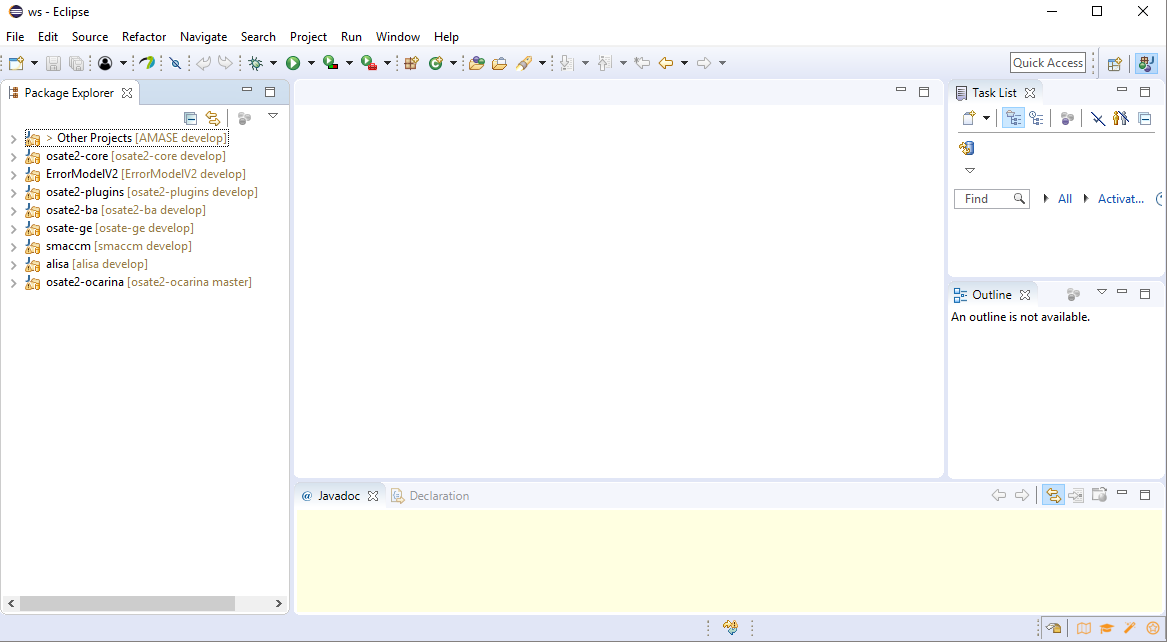 ws - Eclipse
File Edit Source Refactor Navigate Search Project Run Window Help
Quick Access
Package Explorer
> Other Projects [AMASE develop]
osate2-core [osate2-core develop]
ErrorModelV2 [ErrorModelV2 develop]
osate2-plugins [osate2-plugins develop]
osate2-ba [osate2-ba develop]
osate-ge [osate-ge develop]
smaccm [smaccm develop]
alisa [alisa develop]
osate2-ocarina [osate2-ocarina master]
Task List
Find All Activat...
Outline
An outline is not available.
@ Javadoc Declaration